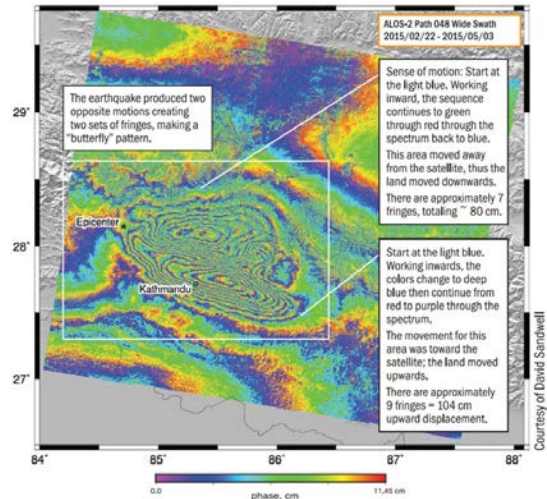 ALOS-2 Path 048 Wide Swath
2015/02/22 - 2015/05/03
The earthquake produced two
opposite motions creating
two sets of fringes, making a
"butterfly" pattern.
Sense of motion: Start at
the light blue. Working
inward, the sequence
continues to green
through red through the
spectrum back to blue.
This area moved away
from the satellite, thus the
land moved downwards.
There are approximately 7
fringes, totaling ~ 80 cm.
Start at the light blue.
Working inwards, the
colors change to deep
blue then continue from
red to purple through the
spectrum.
The movement for this
area was toward the
satellite; the land moved
upwards.
There are approximately
9 fringes = 104 cm
upward displacement.
Epicenter
Kathmandu
29°
28°
27°
84° 85° 86° 87° 88°
0.0 11.45 cm
phase, cm
Courtesy of David Sandwell